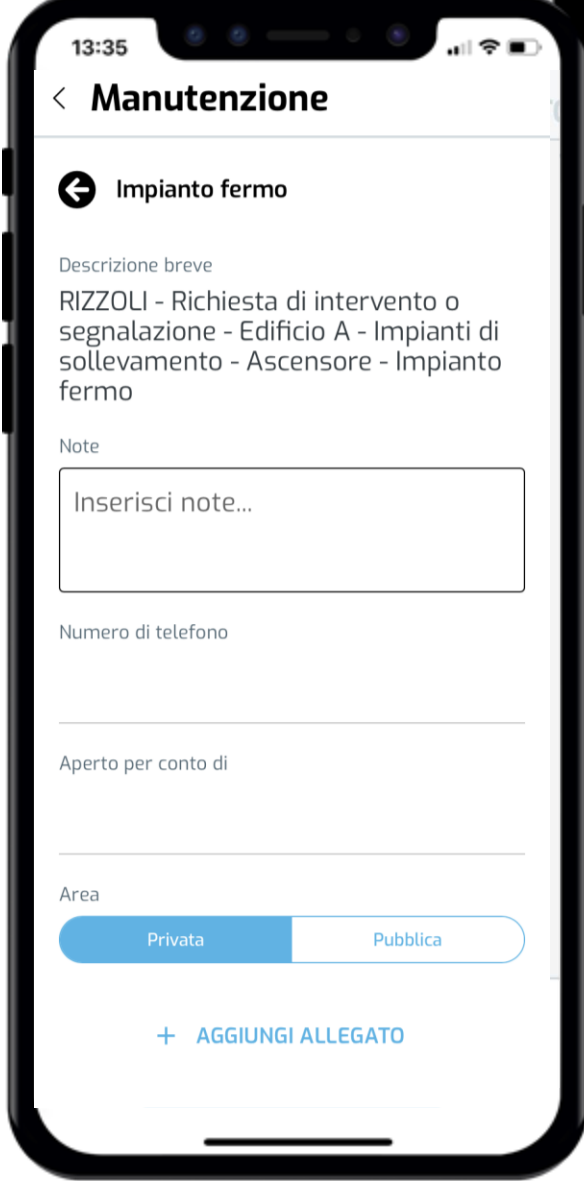 13:35
Manutenzione
Impianto fermo
Descrizione breve
RIZZOLI - Richiesta di intervento o
segnalazione - Edificio A - Impianti di
sollevamento - Ascensore - Impianto
fermo
Note
Inserisci note...
Numero di telefono
Aperto per conto di
Area
Privata Pubblica
+ AGGIUNGI ALLEGATO